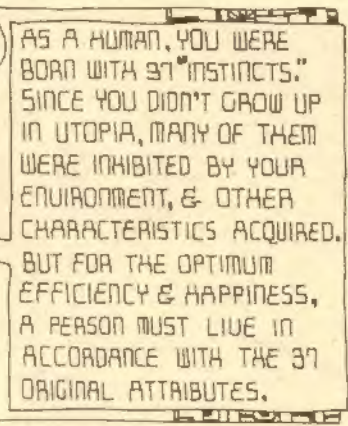 AS A HUMAN, YOU WERE
BORN WITH 37 "INSTINCTS."
SINCE YOU DIDN'T GROW UP
IN UTOPIA, MANY OF THEM
WERE INHIBITED BY YOUR
ENVIRONMENT, & OTHER
CHARACTERISTICS ACQUIRED.
BUT FOR THE OPTIMUM
EFFICIENCY & HAPPINESS,
A PERSON MUST LIVE IN
ACCORDANCE WITH THE 37
ORIGINAL ATTRIBUTES.